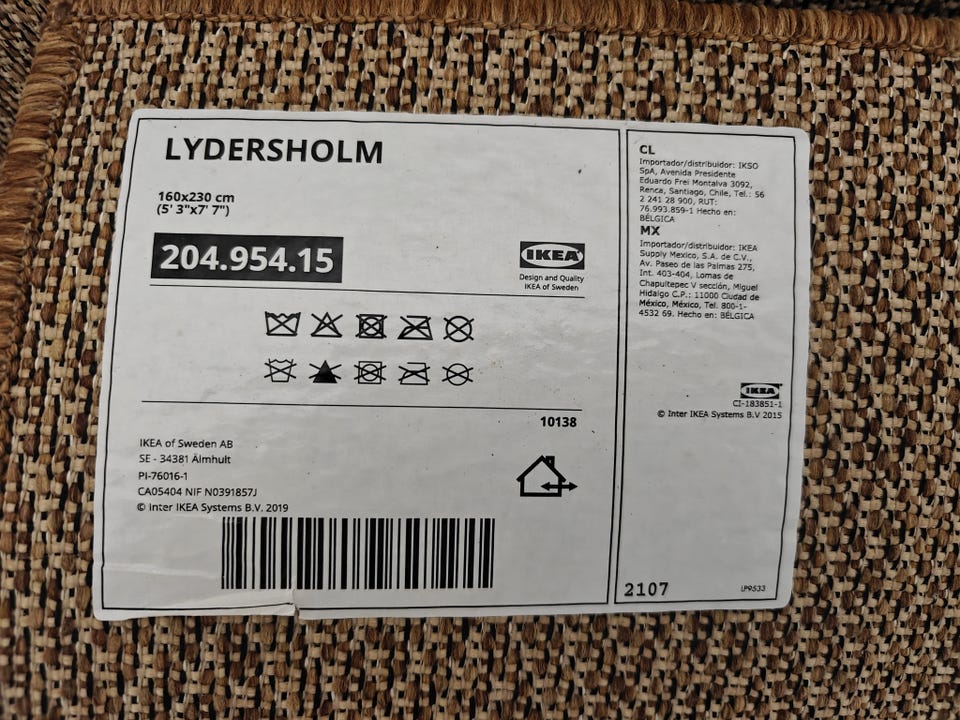 LYDERSHOLM
160x230 cm
(5' 3"x7' 7")
204.954.15
IKEA
Design and Quality
IKEA of Sweden
10138
IKEA of Sweden AB
SE - 34381 Älmhult
PI-76016-1
CA05404 NIF N0391857J
© Inter IKEA Systems B.V. 2019
CL
Importador/distribuidor: IKSO
SpA, Avenida Presidente
Eduardo Frei Montalva 3092,
Renca, Santiago, Chile, Tel.: 56
2 241 28 900, RUT:
76.993.859-1 Hecho en:
BÉLGICA
MX
Importador/distribuidor: IKEA
Supply Mexico, S.A. de C.V.,
Av. Paseo de las Palmas 275,
Int. 403-404, Lomas de
Chapultepec V sección, Miguel
Hidalgo C.P.: 11000 Ciudad de
México, México, Tel. 800-1-
4532 69. Hecho en: BÉLGICA
IKEA
CI-183851-1
© Inter IKEA Systems B.V 2015
2107
LP9533